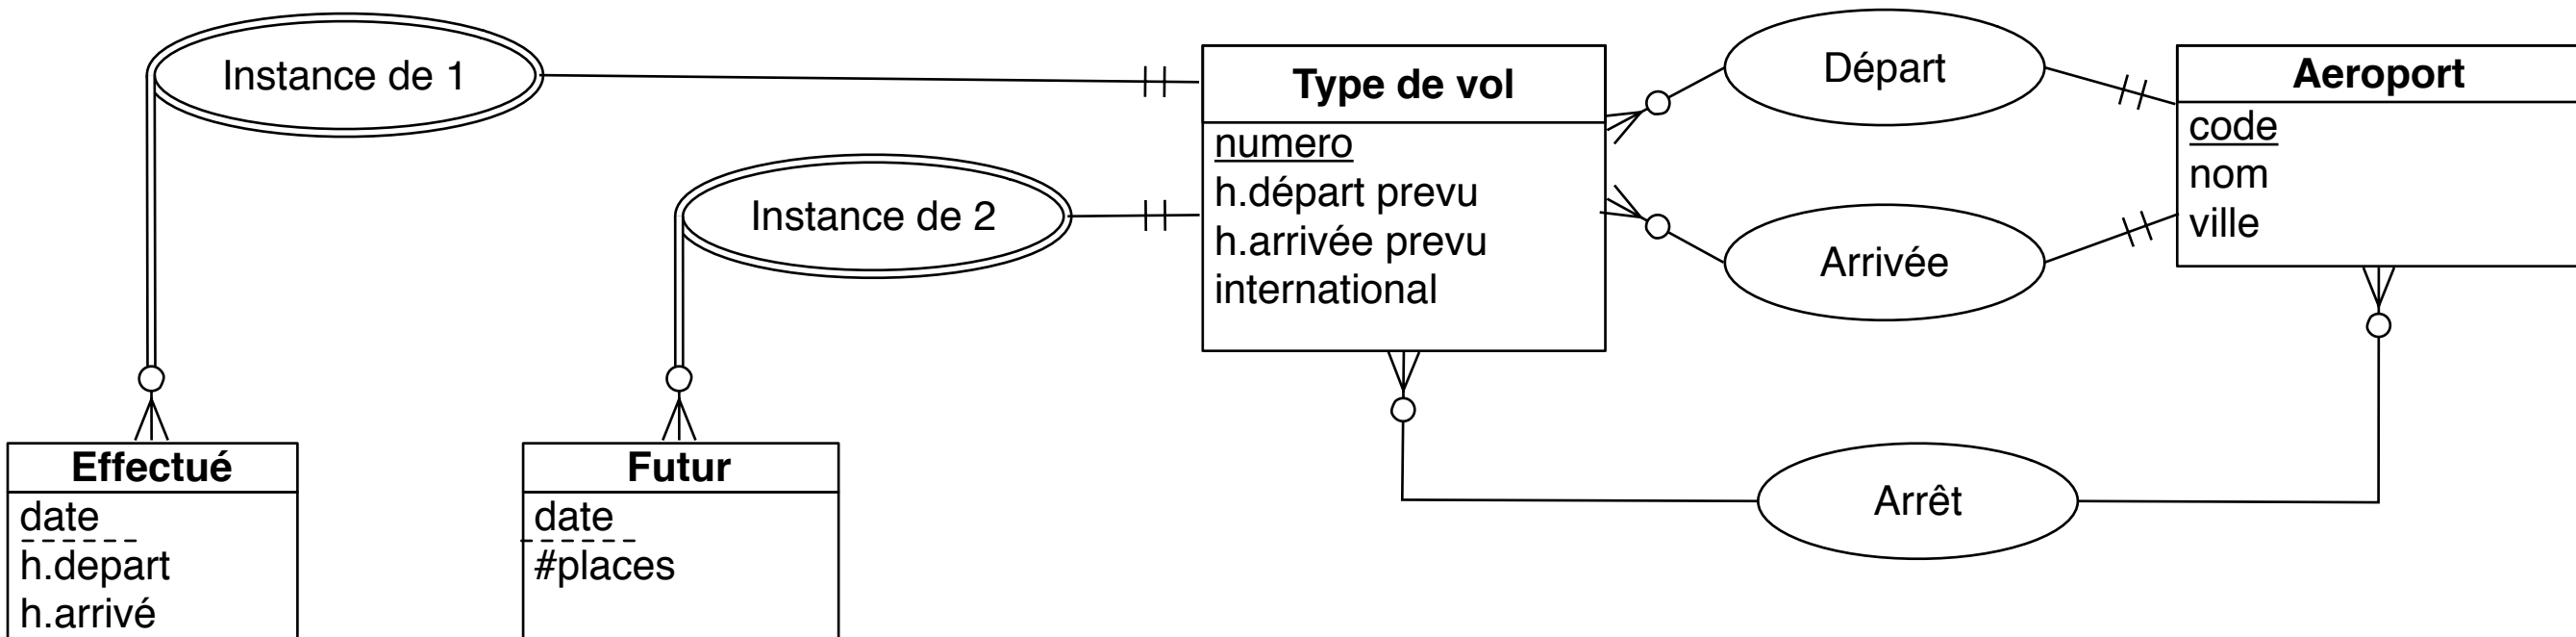 Instance de 1
Instance de 2
Type de vol
numero
h.départ prevu
h.arrivée prevu
international
Départ
Arrivée
Aeroport
code
nom
ville
Effectué
date
h.depart
h.arrivé
Futur
date
#places
Arrêt